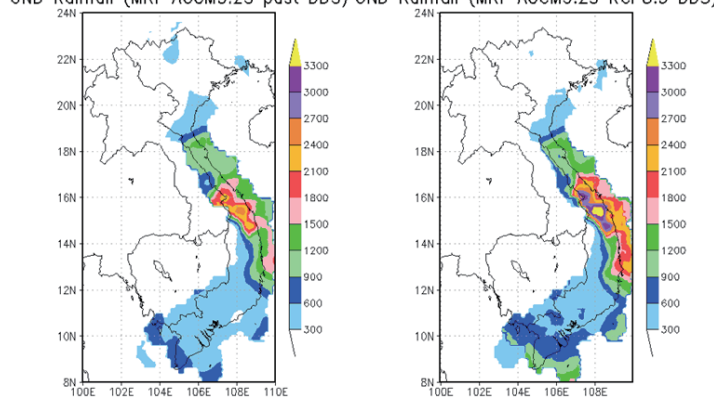 OND Rainfall (MRI-AGCM3.2S past DDS) OND Rainfall (MRI-AGCM3.2S RCP8.5 DDS)
24N
22N
20N
18N
16N
14N
12N
10N
8N
100E 102E 104E 106E 108E 110E
3300
3000
2700
2400
2100
1800
1500
1200
900
600
300
24N
22N
20N
18N
16N
14N
12N
10N
8N
100E 102E 104E 106E 108E
3300
3000
2700
2400
2100
1800
1500
1200
900
600
300